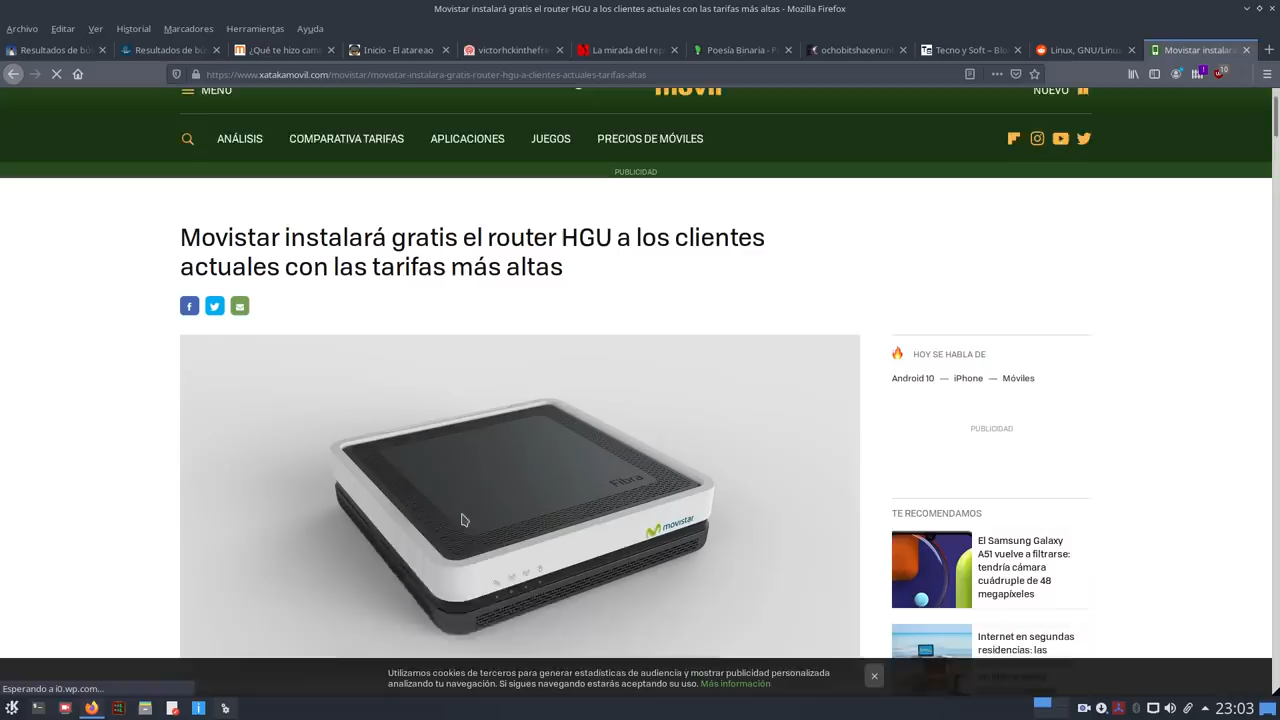 Movistar instalará gratis el router HGU a los clientes actuales con las tarifas más altas - Mozilla Firefox
Archivo Editar Ver Historial Marcadores Herramientas Ayuda
Resultados de bú
Resultados de bús
¿Qué te hizo cam
Inicio - El atareao
victorhckinthefre
La mirada del rep
Poesía Binaria - P
ochobitshacenun
Tecno y Soft – Blo
Linux, GNU/Linux
Movistar instalará
https://www.xatakamovil.com/movistar/movistar-instalara-gratis-router-hgu-a-clientes-actuales-tarifas-altas
10
MENÚ
móvil
NUEVO
ANÁLISIS COMPARATIVA TARIFAS APLICACIONES JUEGOS PRECIOS DE MÓVILES
PUBLICIDAD
Movistar instalará gratis el router HGU a los clientes
actuales con las tarifas más altas
Fibra
movistar
HOY SE HABLA DE
Android 10 — iPhone — Móviles
PUBLICIDAD
TE RECOMENDAMOS
El Samsung Galaxy
A51 vuelve a filtrarse:
tendría cámara
cuádruple de 48
megapíxeles
Internet en segundas
residencias: las
Utilizamos cookies de terceros para generar estadísticas de audiencia y mostrar publicidad personalizada
analizando tu navegación. Si sigues navegando estarás aceptando su uso. Más información
Esperando a i0.wp.com...
23:03